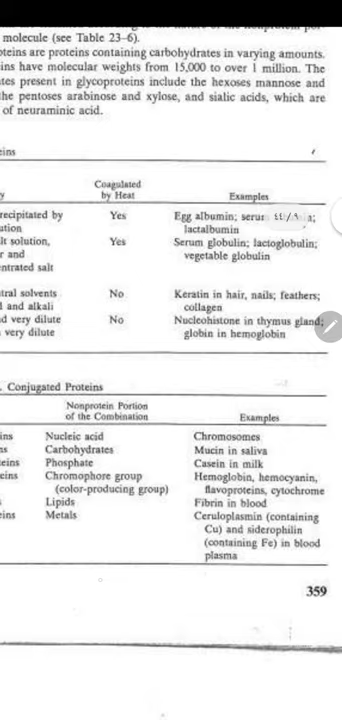 molecule (see Table 23-6).
oteins are proteins containing carbohydrates in varying amounts.
ins have molecular weights from 15,000 to over 1 million. The
tes present in glycoproteins include the hexoses mannose and
the pentoses arabinose and xylose, and sialic acids, which are
of neuraminic acid.
eins
Coagulated
y by Heat Examples
recipitated by Yes Egg albumin; serum
ution lactalbumin
lt solution, Yes Serum globulin; lactoglobulin;
r and vegetable globulin
entrated salt
tral solvents No Keratin in hair, nails; feathers;
l and alkali collagen
d very dilute No Nucleohistone in thymus gland;
very dilute globin in hemoglobin
. Conjugated Proteins
Nonprotein Portion
of the Combination Examples
ins Nucleic acid Chromosomes
ns Carbohydrates Mucin in saliva
teins Phosphate Casein in milk
eins Chromophore group Hemoglobin, hemocyanin,
(color-producing group) flavoproteins, cytochrome
s Lipids Fibrin in blood
eins Metals Ceruloplasmin (containing
Cu) and siderophilin
(containing Fe) in blood
plasma
359